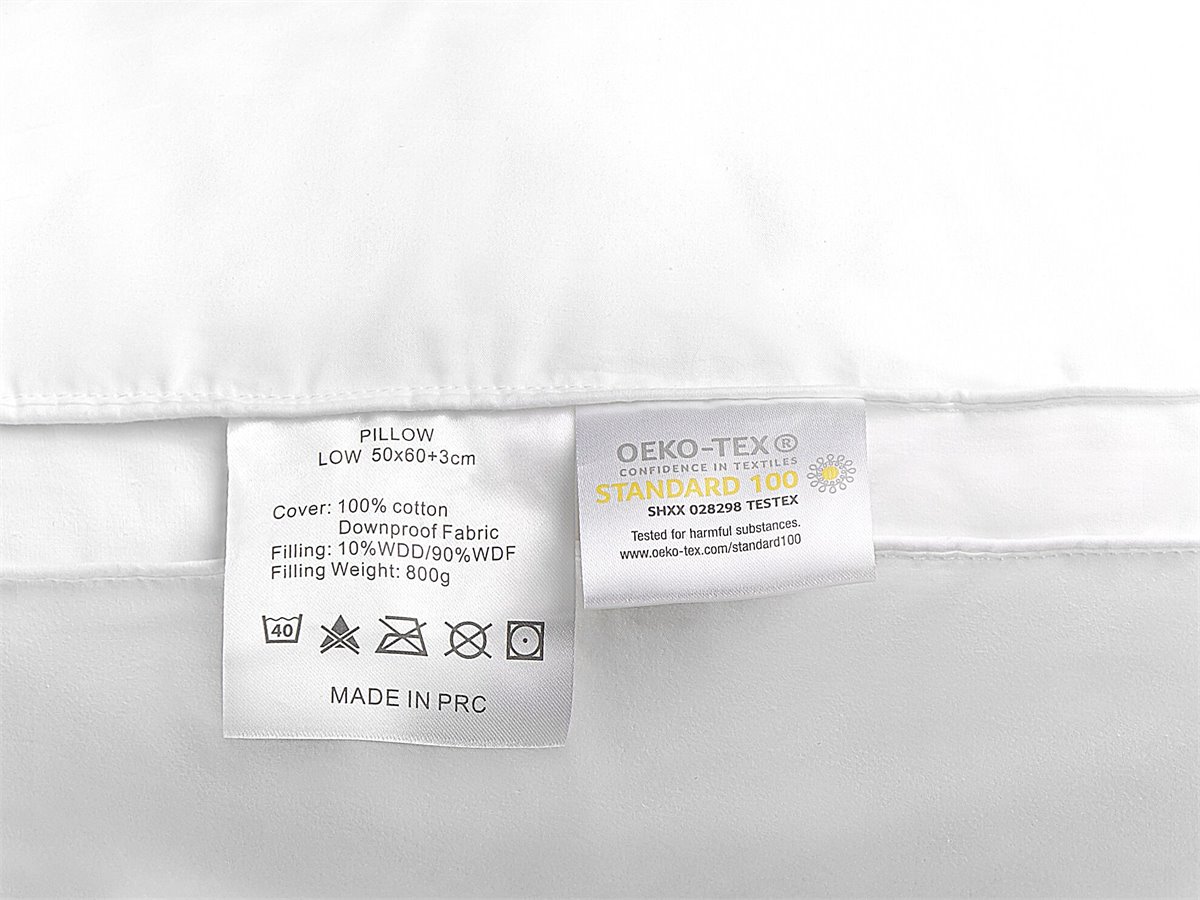 PILLOW
LOW 50x60+3cm
Cover: 100% cotton
Downproof Fabric
Filling: 10%WDD/90%WDF
Filling Weight: 800g
40
MADE IN PRC
OEKO-TEX®
CONFIDENCE IN TEXTILES
STANDARD 100
SHXX 028298 TESTEX
Tested for harmful substances.
www.oeko-tex.com/standard100